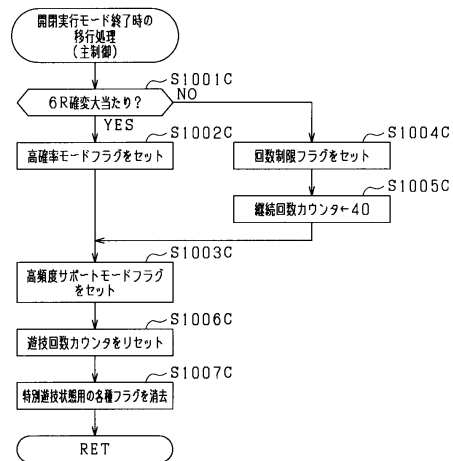 開閉実行モード終了時の
移行処理
(主制御)
S1001C
6R確変大当たり?
NO
YES
S1002C
高確率モードフラグをセット
S1004C
回数制限フラグをセット
S1005C
継続回数カウンタ←40
S1003C
高頻度サポートモードフラグ
をセット
S1006C
遊技回数カウンタをリセット
S1007C
特別遊技状態用の各種フラグを消去
RET